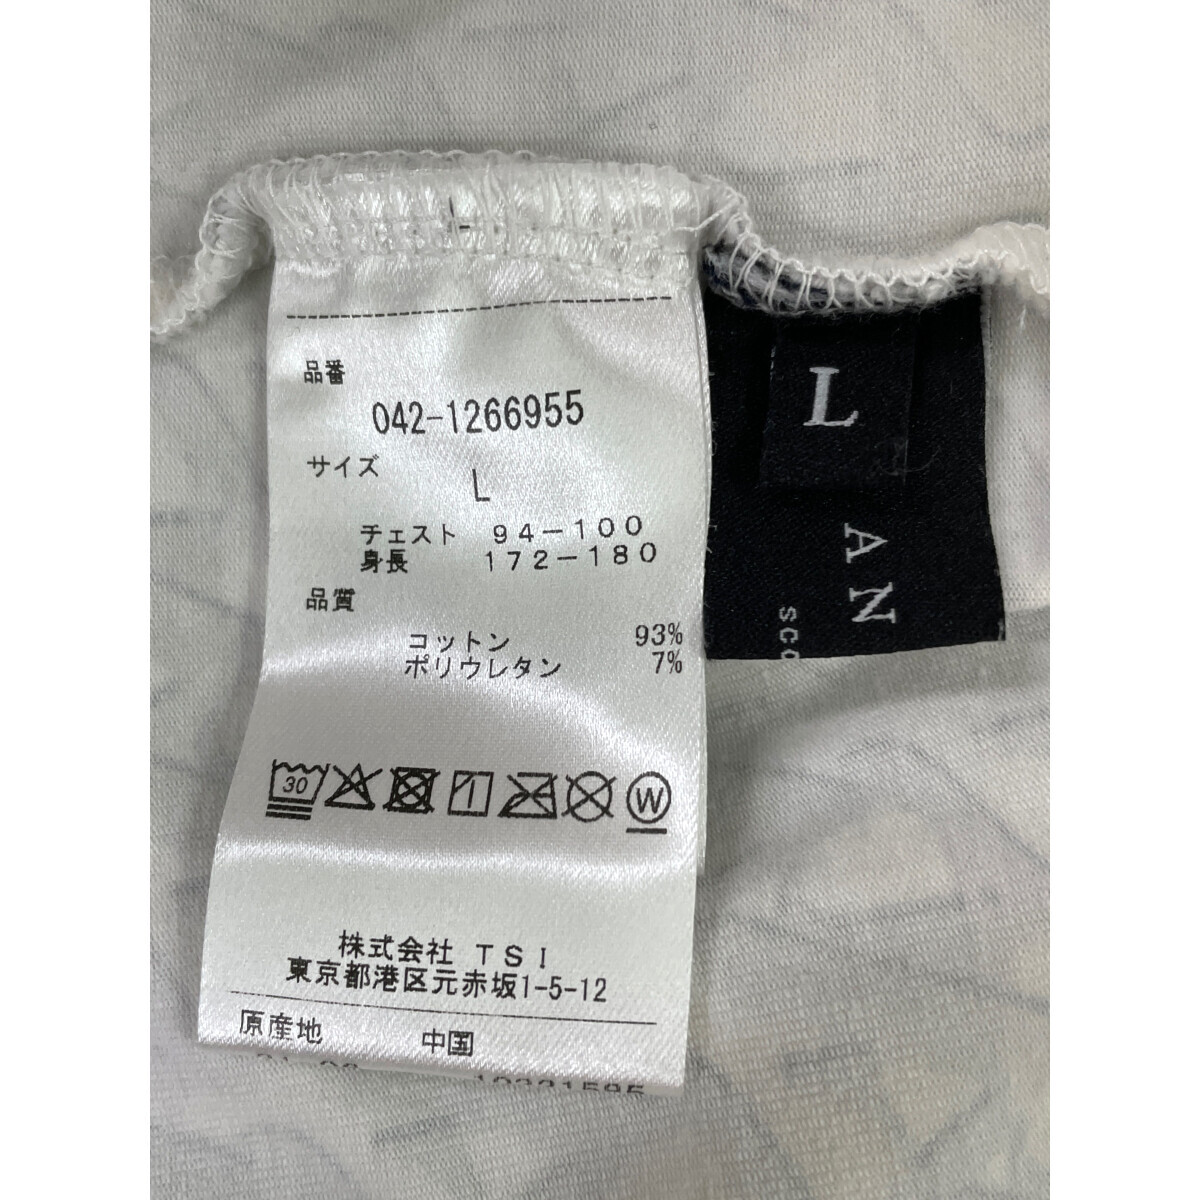 品番
042-1266955
サイズ
L
チェスト 94-100
身長 172-180
品質
コットン 93%
ポリウレタン 7%
30
W
株式会社 TSI
東京都港区元赤坂1-5-12
原産地 中国
L
AN
sco